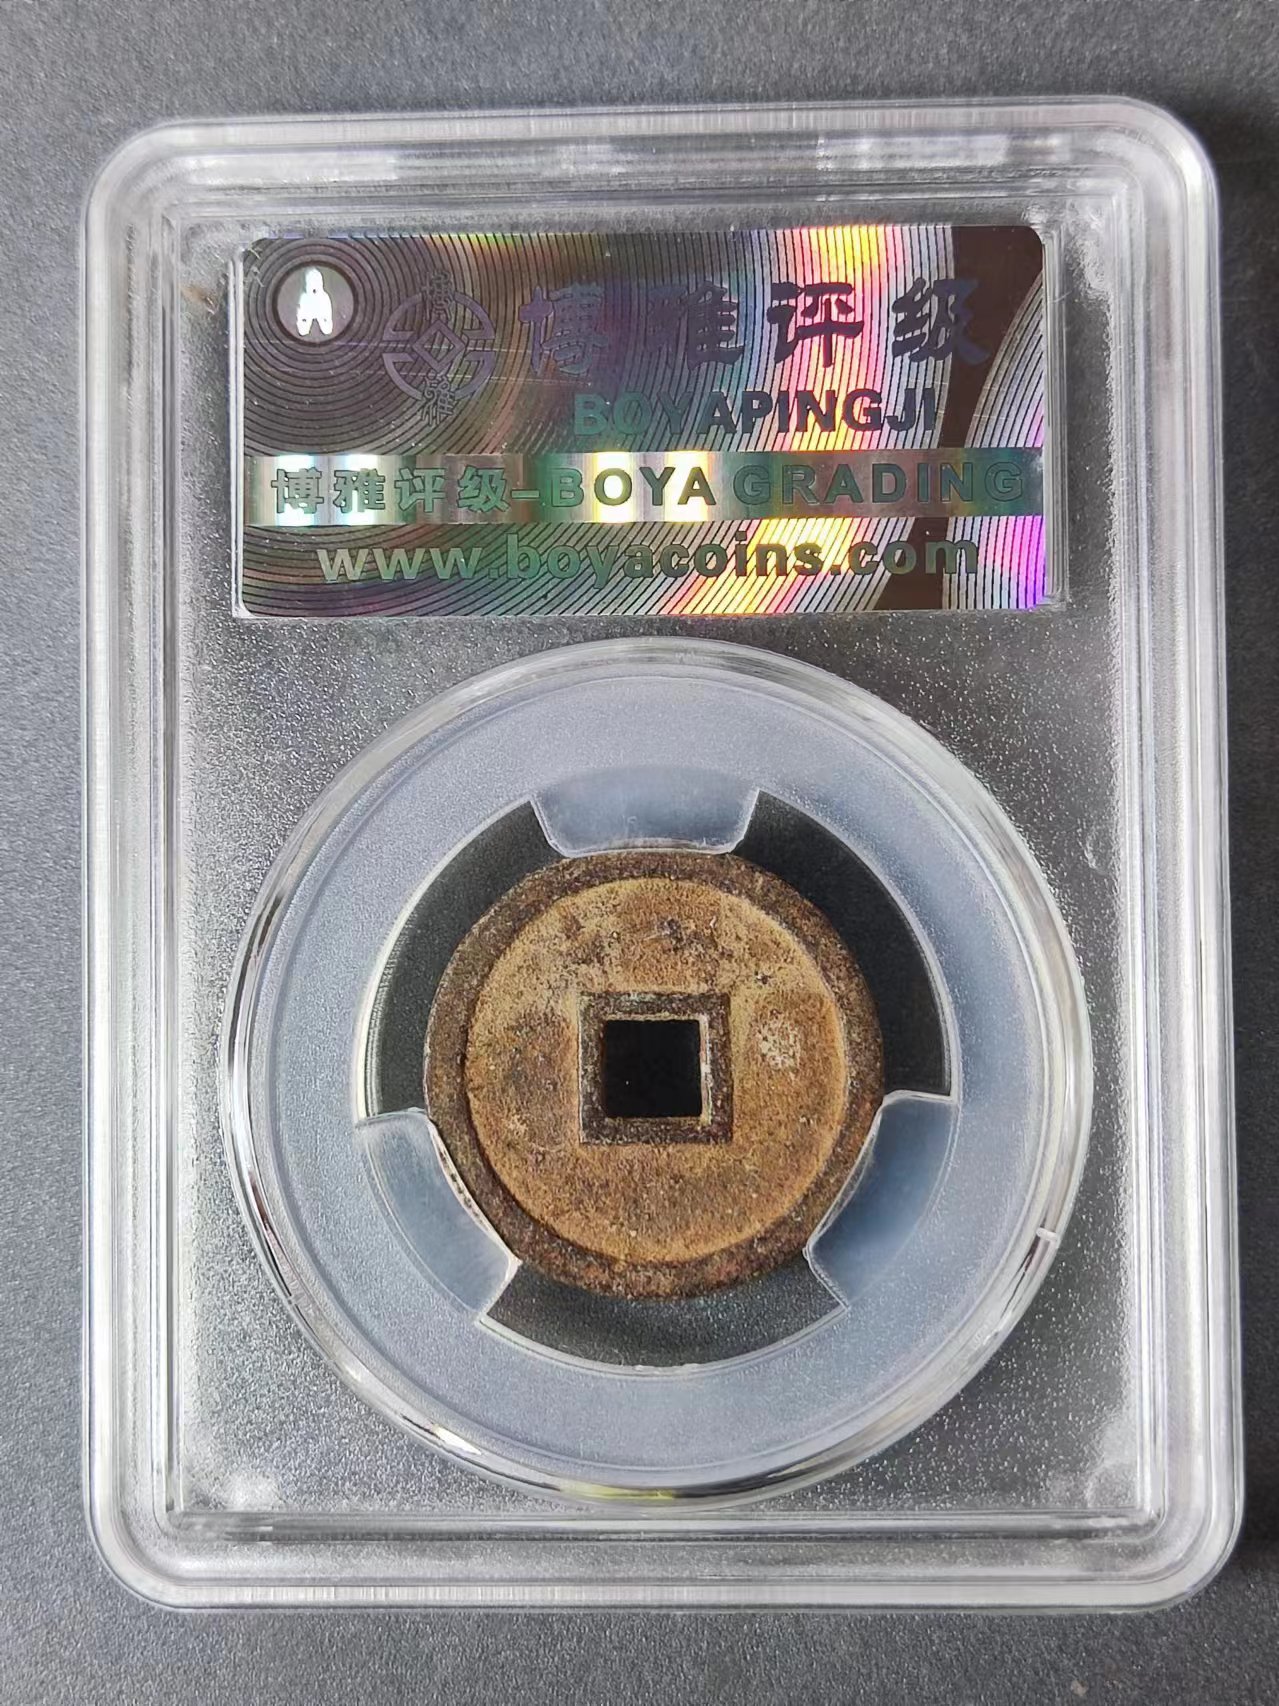 博雅评级
BOYAPINGJI
博雅评级-BOYA GRADING
www.boyacoins.com